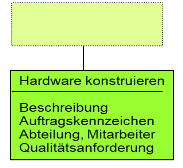 Hardware konstruieren
Beschreibung
Auftragskennzeichen
Abteilung, Mitarbeiter
Qualitätsanforderung